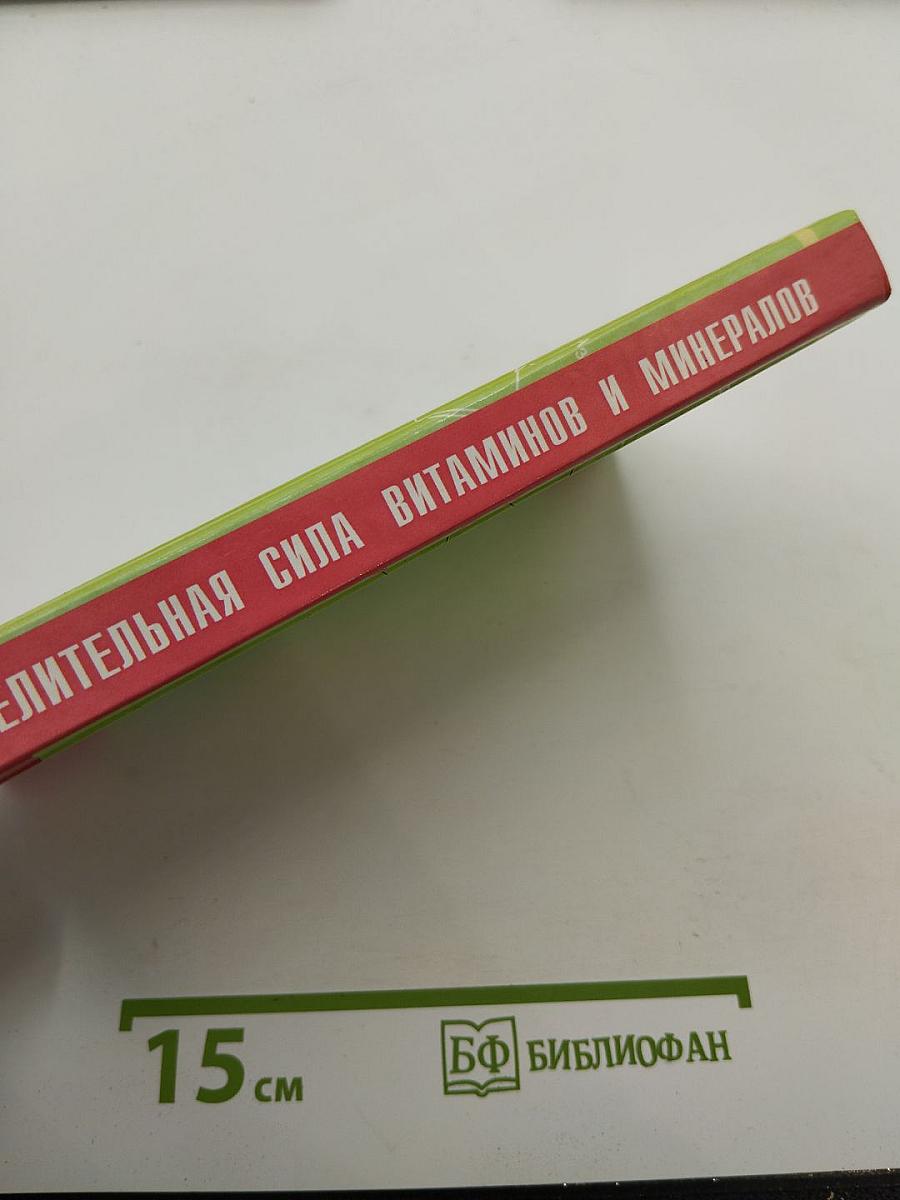 ЕЛИТЕЛЬНАЯ СИЛА ВИТАМИНОВ И МИНЕРАЛОВ
15 см
БФ БИБЛИОФАН